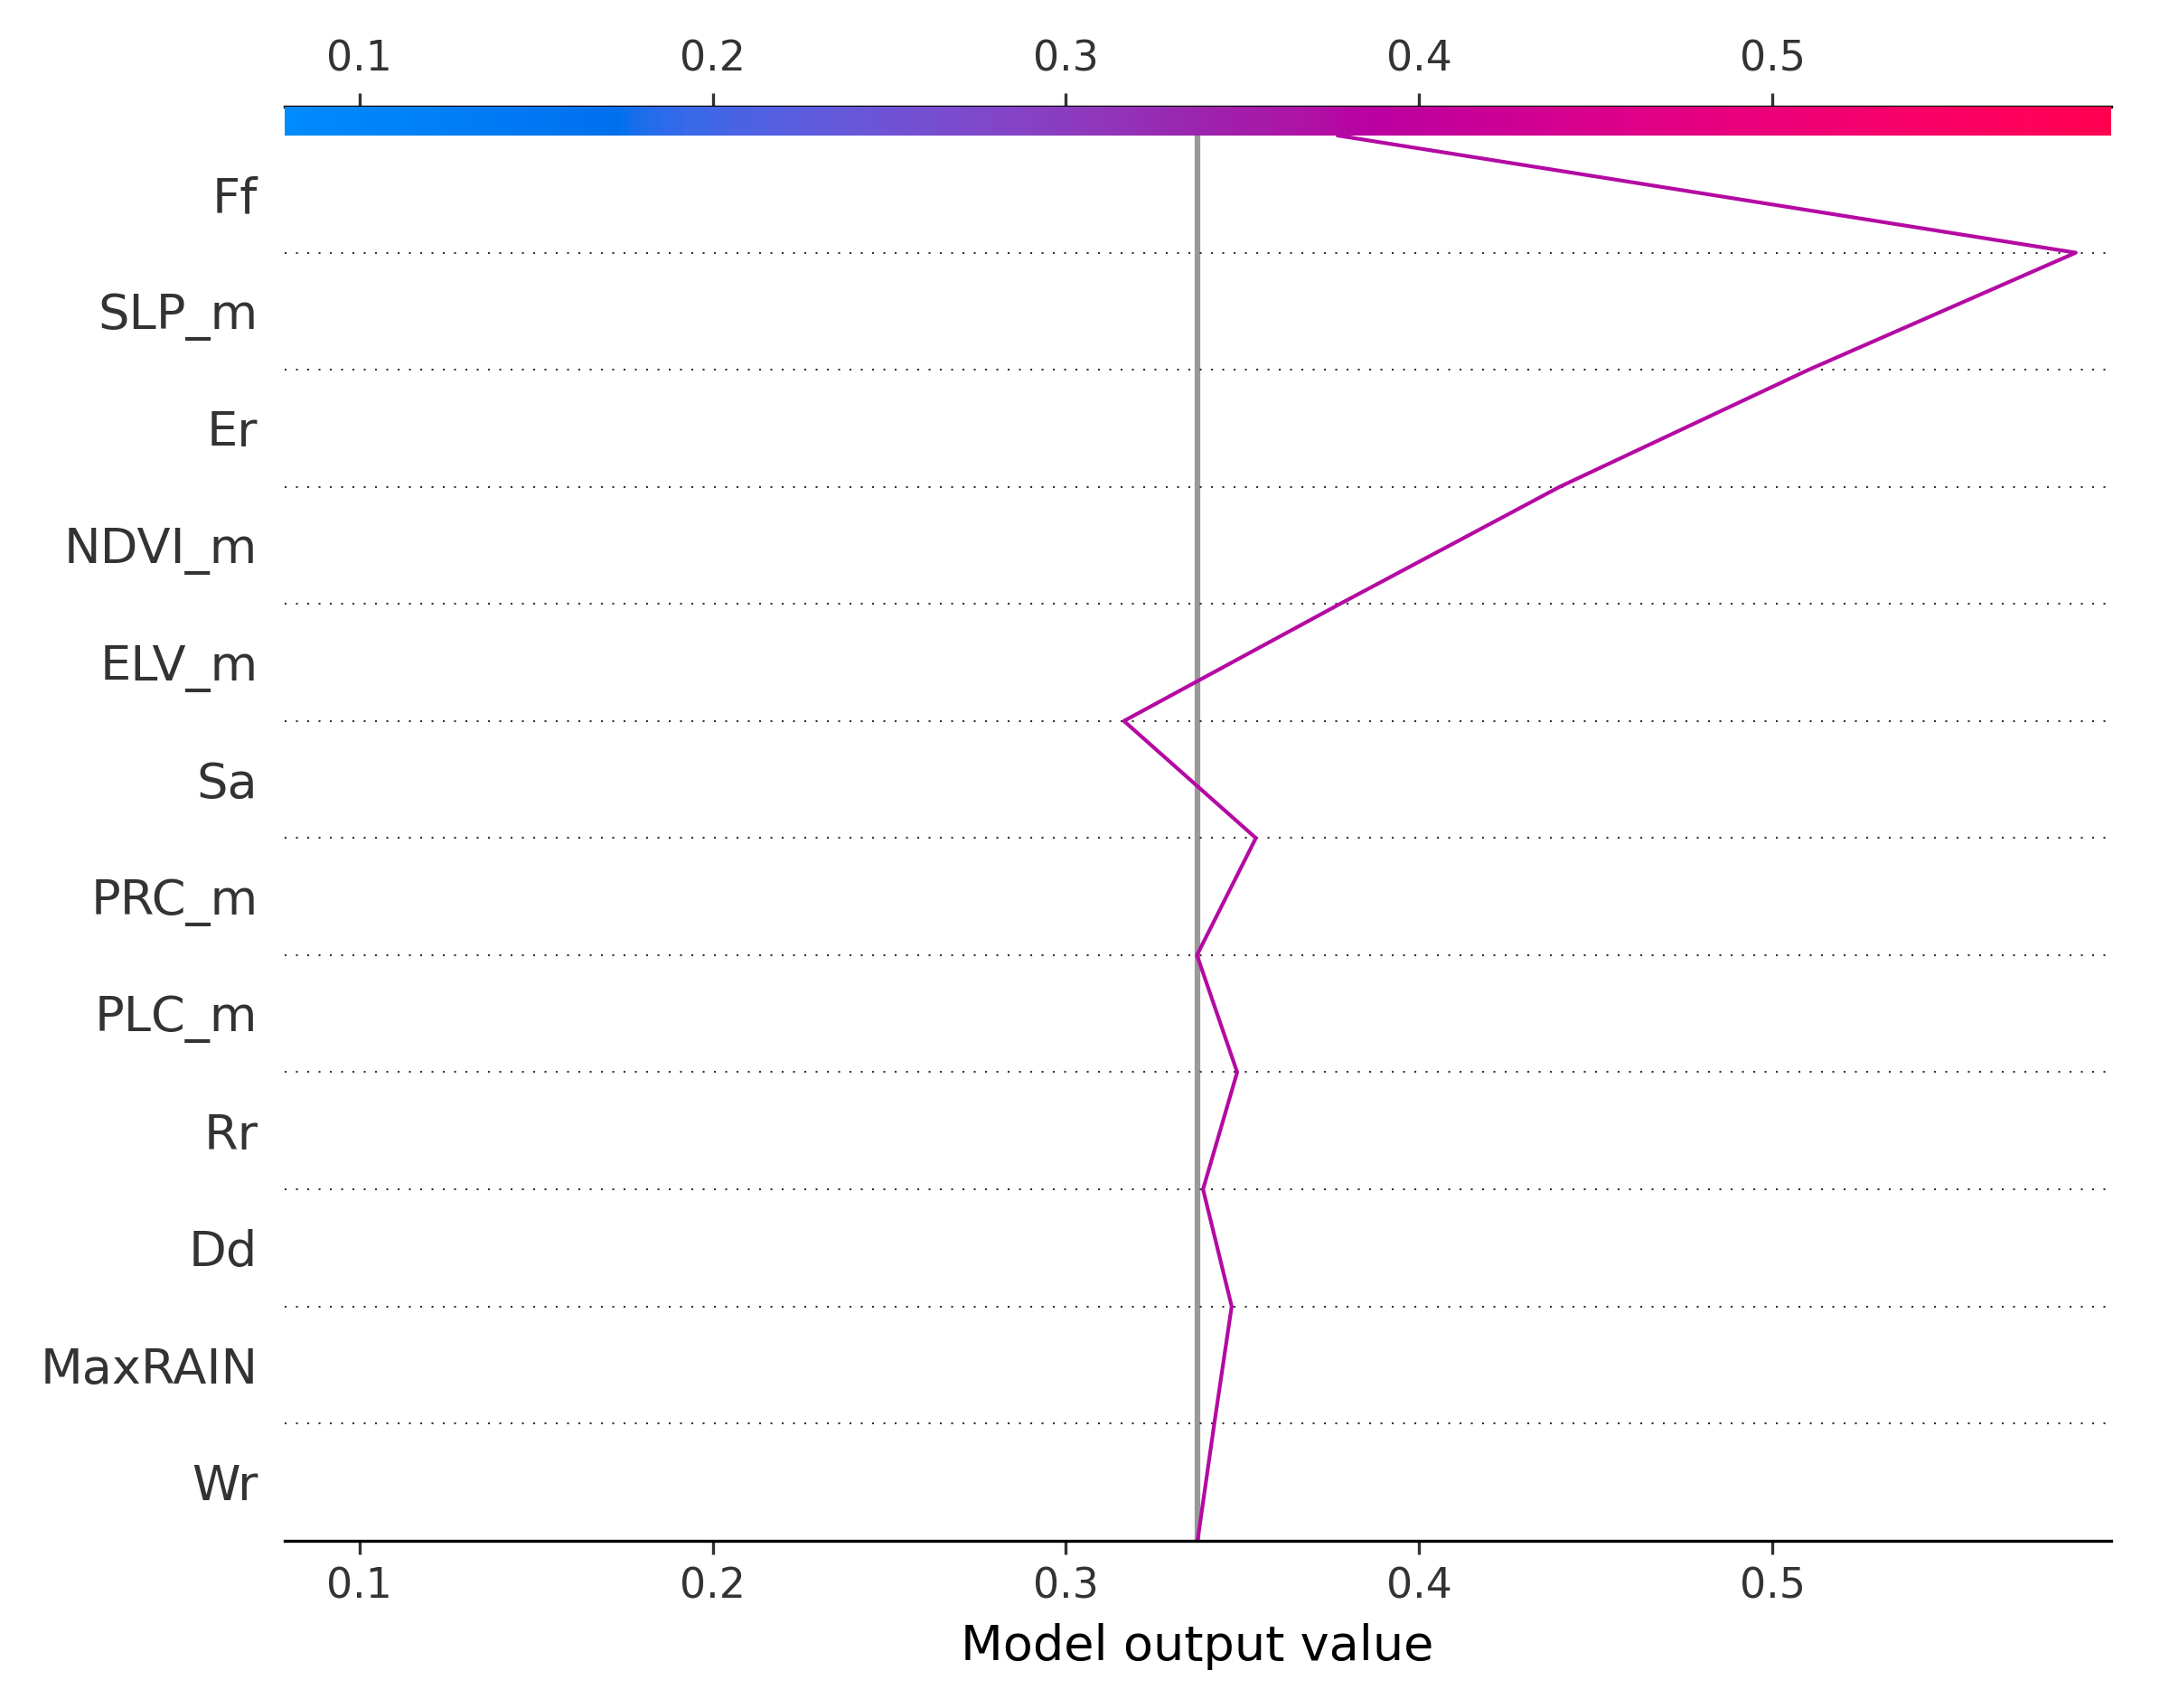 0.1 0.2 0.3 0.4 0.5
Ff
SLP_m
Er
NDVI_m
ELV_m
Sa
PRC_m
PLC_m
Rr
Dd
MaxRAIN
Wr
0.1 0.2 0.3 0.4 0.5
Model output value